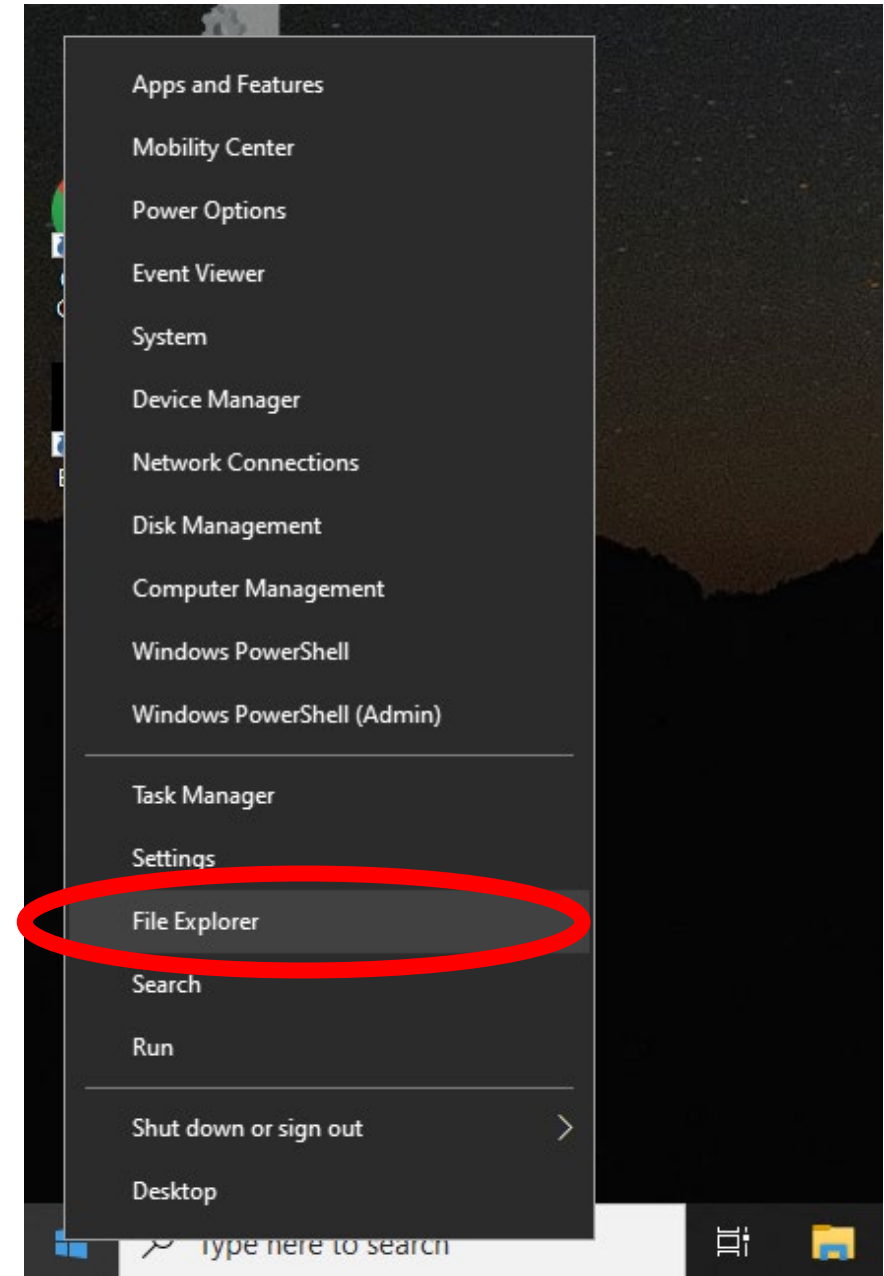 Apps and Features
Mobility Center
Power Options
Event Viewer
System
Device Manager
Network Connections
Disk Management
Computer Management
Windows PowerShell
Windows PowerShell (Admin)
Task Manager
Settings
File Explorer
Search
Run
Shut down or sign out
Desktop
Type here to search